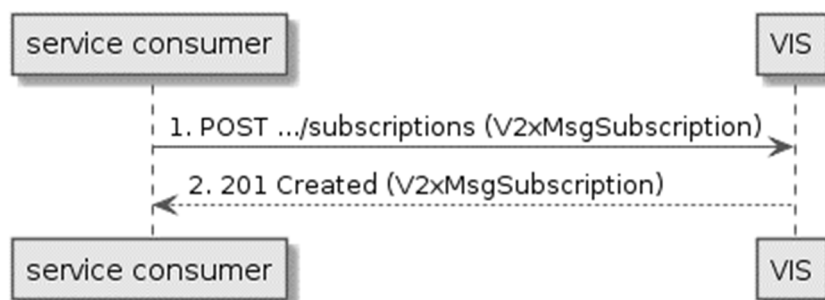 service consumer
VIS
1. POST .../subscriptions (V2xMsgSubscription)
2. 201 Created (V2xMsgSubscription)
service consumer
VIS